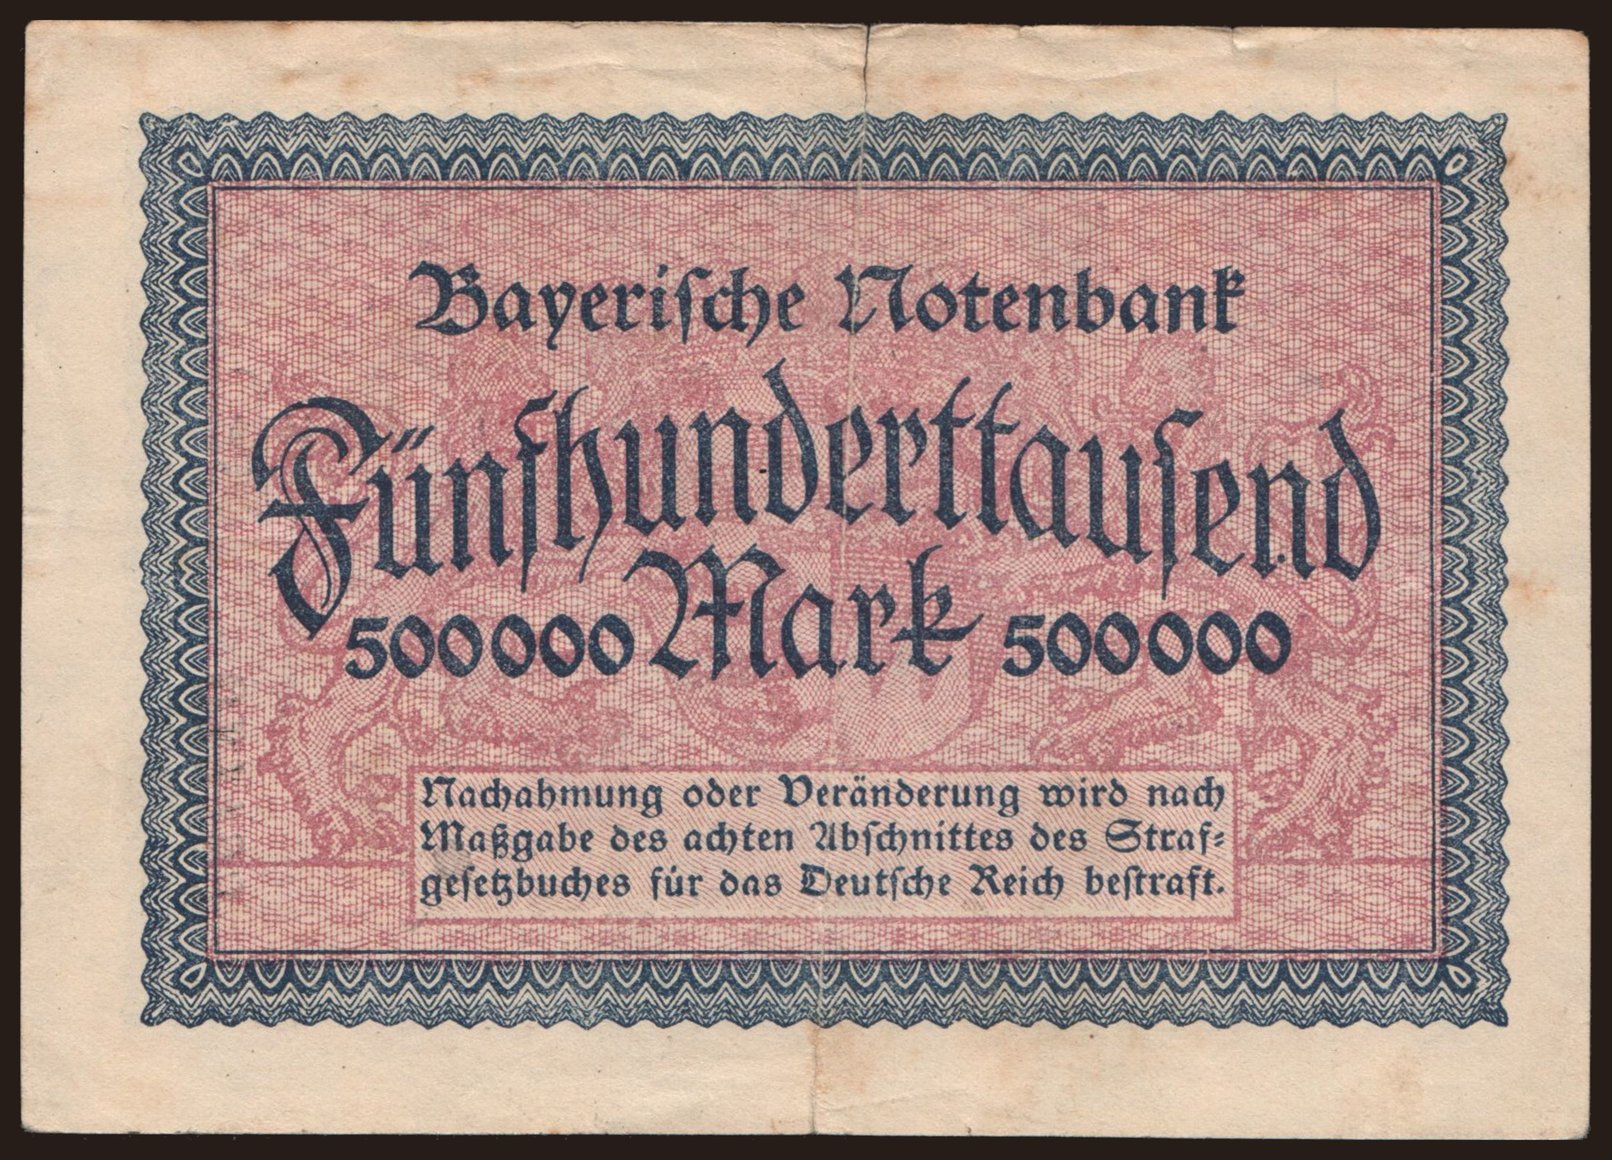 Bayerische Notenbank
Fünfhunderttausend
500000 Mark 500000
Nachahmung oder Veränderung wird nach
Maßgabe des achten Abschnittes des Straf-
gesetzbuches für das Deutsche Reich bestraft.